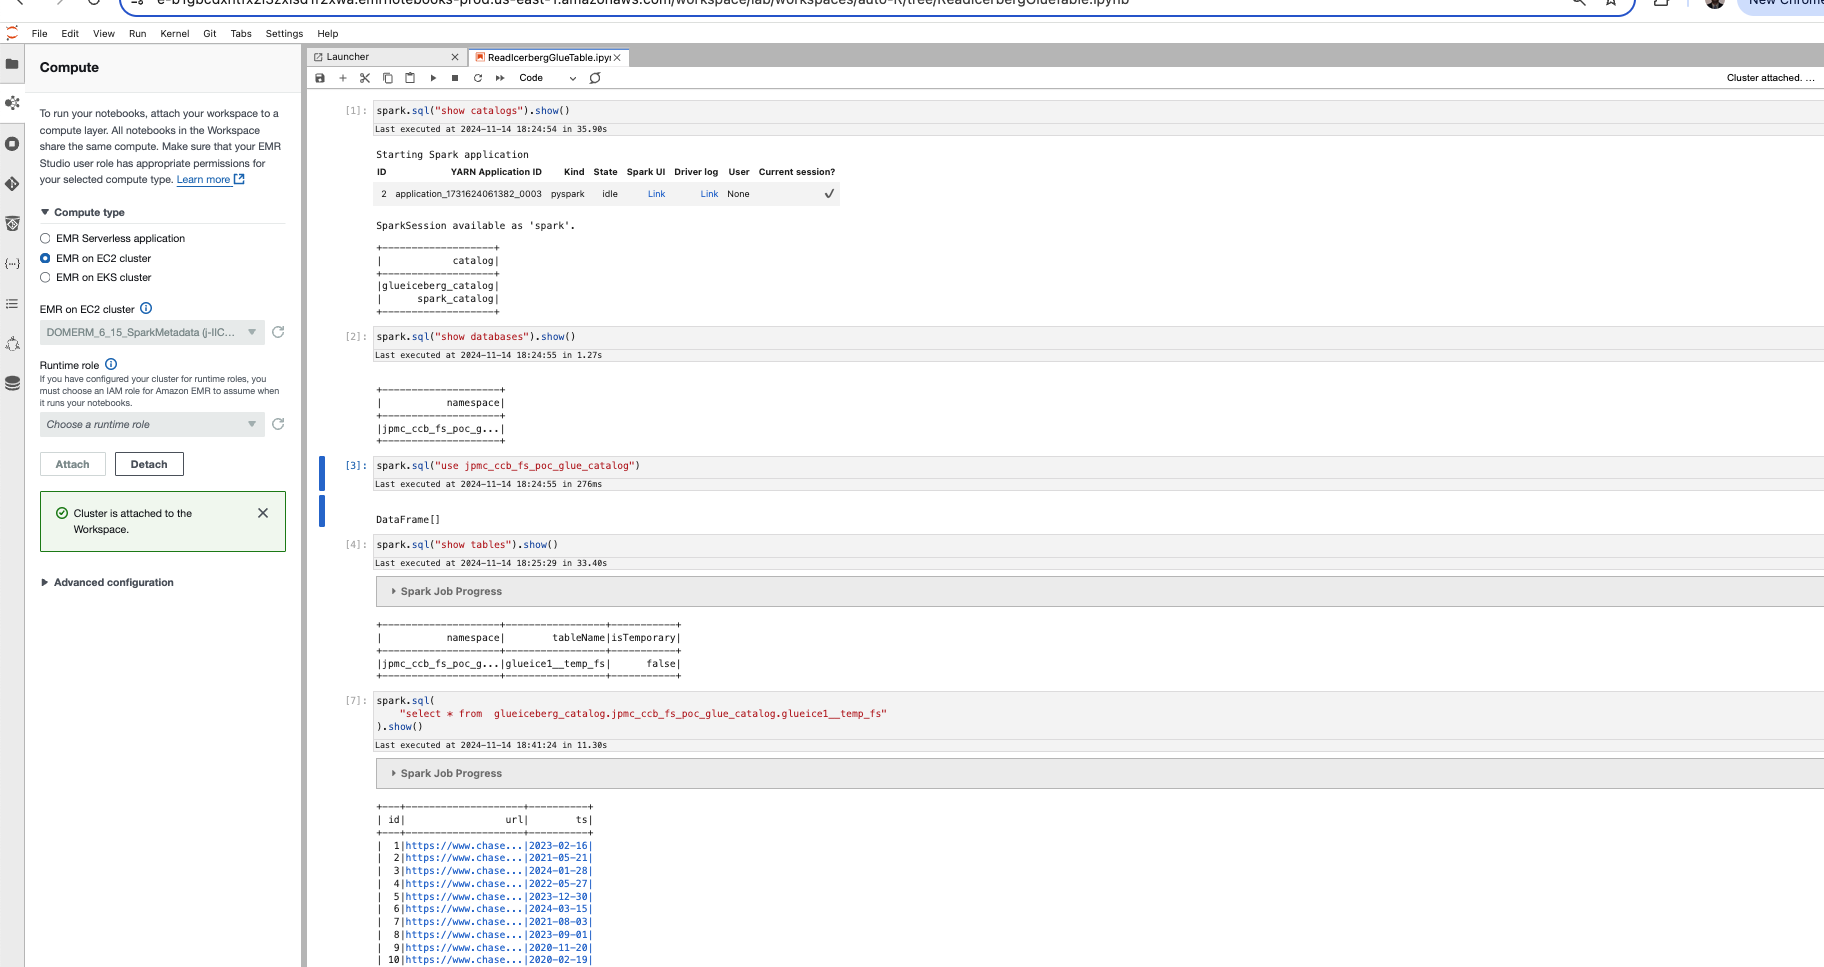 New Chrome
File Edit View Run Kernel Git Tabs Settings Help
Compute
To run your notebooks, attach your workspace to a
compute layer. All notebooks in the Workspace
share the same compute. Make sure that your EMR
Studio user role has appropriate permissions for
your selected compute type. Learn more
Compute type
EMR Serverless application
EMR on EC2 cluster
EMR on EKS cluster
EMR on EC2 cluster
DOMERM_6_15_SparkMetadata (j-IIC...
Runtime role
If you have configured your cluster for runtime roles, you
must choose an IAM role for Amazon EMR to assume when
it runs your notebooks.
Choose a runtime role
Attach Detach
Cluster is attached to the
Workspace.
Advanced configuration
Launcher ReadIcerbergGlueTable.ipyn
Code Cluster attached. ...
[1]: spark.sql("show catalogs").show()
Last executed at 2024-11-14 18:24:54 in 35.90s
Starting Spark application
ID YARN Application ID Kind State Spark UI Driver log User Current session?
2 application_1731624061382_0003 pyspark idle Link Link None ✓
SparkSession available as 'spark'.
+-------------------+
|            catalog|
+-------------------+
|glueiceberg_catalog|
|      spark_catalog|
+-------------------+
[2]: spark.sql("show databases").show()
Last executed at 2024-11-14 18:24:55 in 1.27s
+--------------------+
|           namespace|
+--------------------+
|jpmc_ccb_fs_poc_g...|
+--------------------+
[3]: spark.sql("use jpmc_ccb_fs_poc_glue_catalog")
Last executed at 2024-11-14 18:24:55 in 276ms
DataFrame[]
[4]: spark.sql("show tables").show()
Last executed at 2024-11-14 18:25:29 in 33.40s
Spark Job Progress
+--------------------+-----------------+-----------+
|           namespace|        tableName|isTemporary|
+--------------------+-----------------+-----------+
|jpmc_ccb_fs_poc_g...|glueice1__temp_fs|      false|
+--------------------+-----------------+-----------+
[7]: spark.sql(
"select * from  glueiceberg_catalog.jpmc_ccb_fs_poc_glue_catalog.glueice1__temp_fs"
).show()
Last executed at 2024-11-14 18:41:24 in 11.30s
Spark Job Progress
+---+--------------------+----------+
| id|                 url|        ts|
+---+--------------------+----------+
|  1|https://www.chase...|2023-02-16|
|  2|https://www.chase...|2021-05-21|
|  3|https://www.chase...|2024-01-28|
|  4|https://www.chase...|2022-05-27|
|  5|https://www.chase...|2023-12-30|
|  6|https://www.chase...|2024-03-15|
|  7|https://www.chase...|2021-08-03|
|  8|https://www.chase...|2023-09-01|
|  9|https://www.chase...|2020-11-20|
| 10|https://www.chase...|2020-02-19|